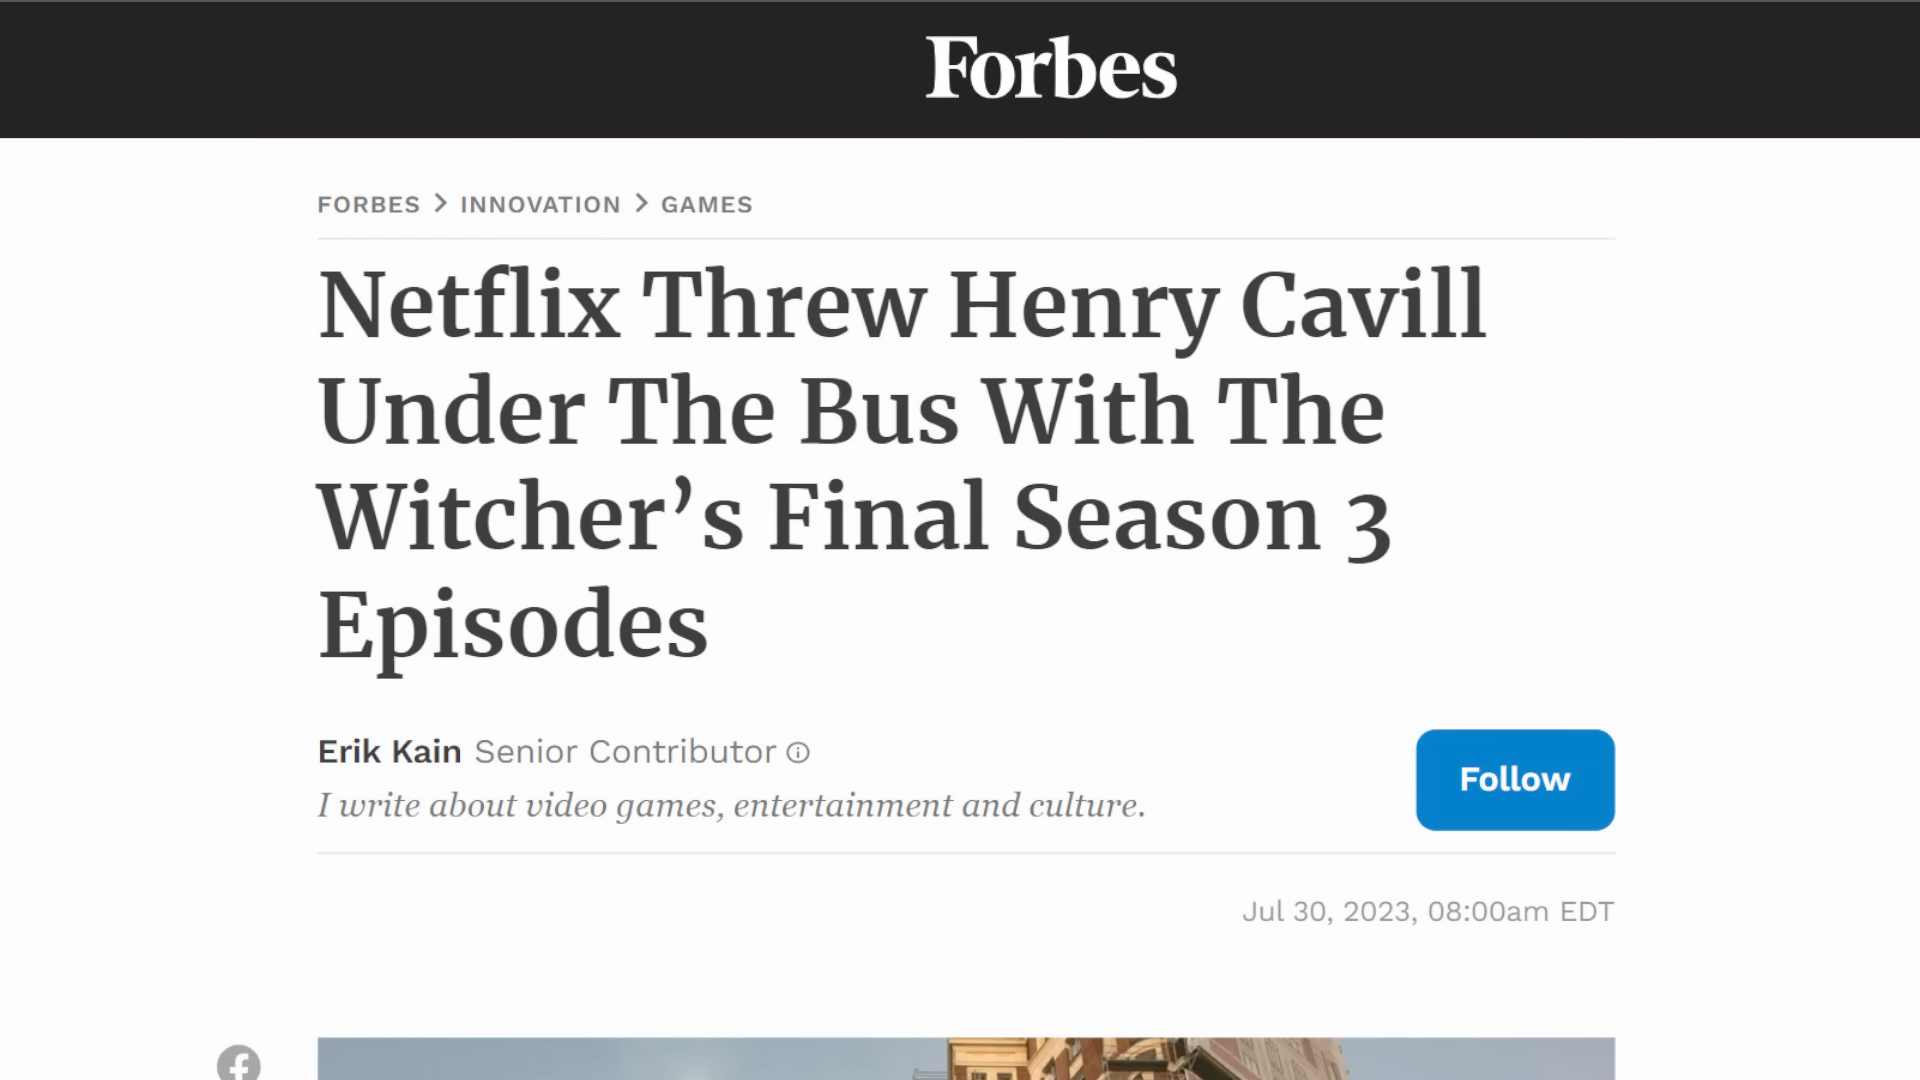 Forbes
FORBES > INNOVATION > GAMES
Netflix Threw Henry Cavill
Under The Bus With The
Witcher’s Final Season 3
Episodes
Erik Kain Senior Contributor
I write about video games, entertainment and culture.
Follow
Jul 30, 2023, 08:00am EDT